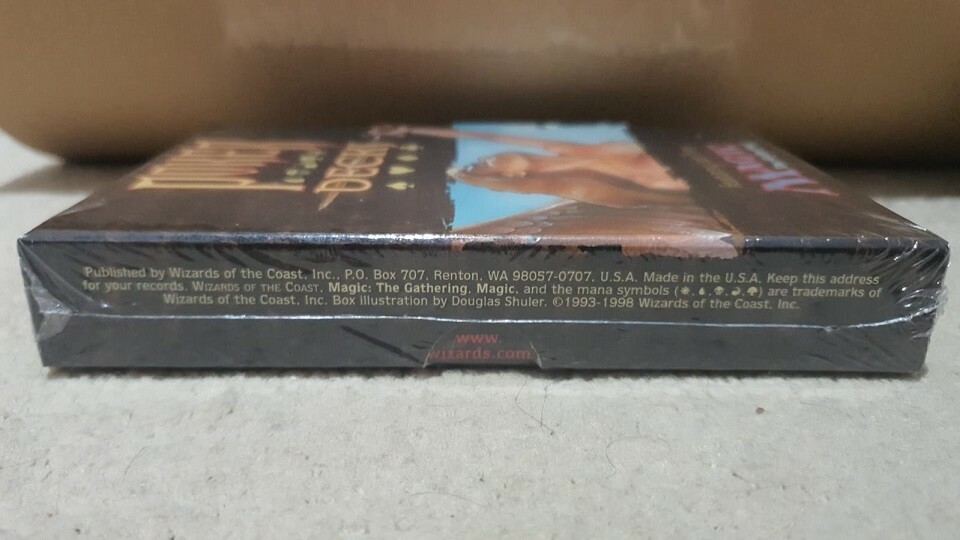 Published by Wizards of the Coast, Inc., P.O. Box 707, Renton, WA 98057-0707, U.S.A. Made in the U.S.A. Keep this address
for your records. WIZARDS OF THE COAST, Magic: The Gathering, Magic, and the mana symbols ( , , , , ) are trademarks of
Wizards of the Coast, Inc. Box illustration by Douglas Shuler. ©1993-1998 Wizards of the Coast, Inc.
www.
wizards.com